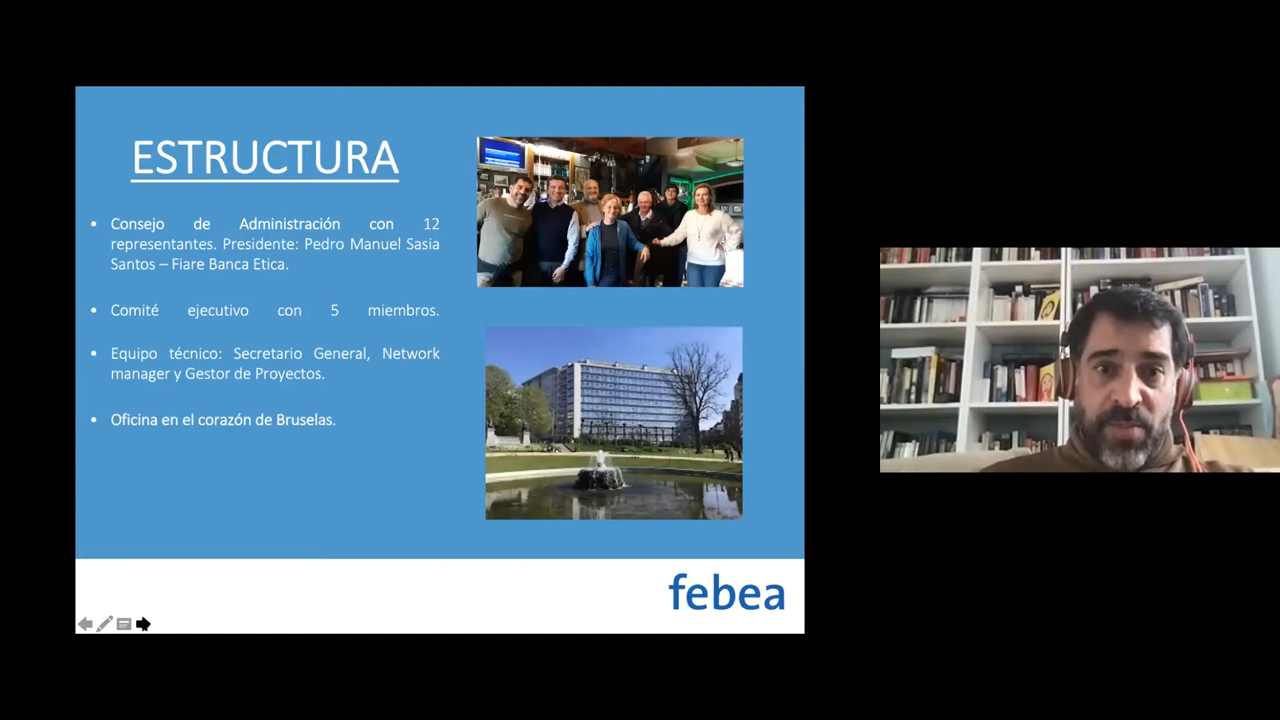 ESTRUCTURA
• Consejo de Administración con 12
representantes. Presidente: Pedro Manuel Sasia
Santos – Fiare Banca Etica.
• Comité ejecutivo con 5 miembros.
• Equipo técnico: Secretario General, Network
manager y Gestor de Proyectos.
• Oficina en el corazón de Bruselas.
febea